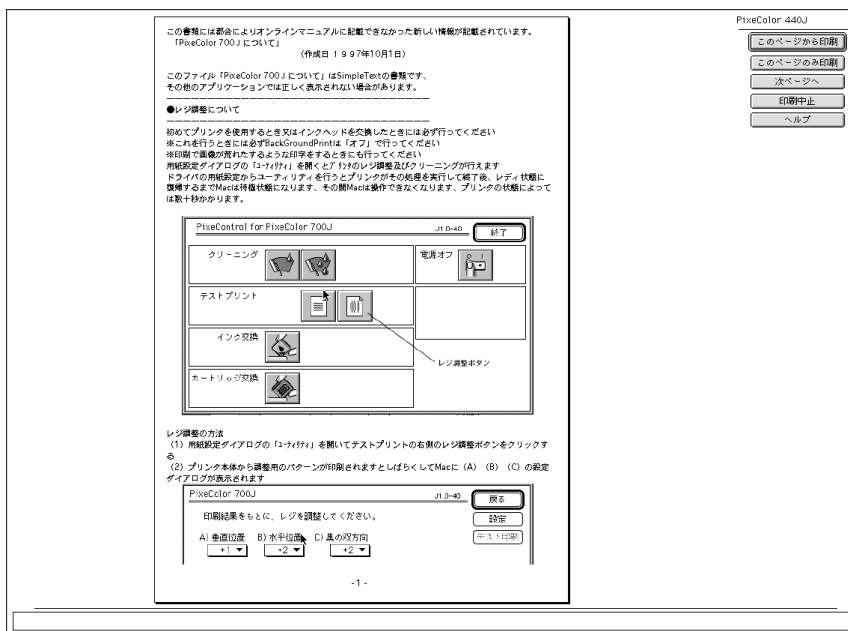 この書類には都合によりオンラインマニュアルに記載できなかった新しい情報が記載されています。
「PixeColor 700Jについて」
(作成日 1997年10月1日)
このファイル「PixeColor 700Jについて」はSimpleTextの書類です、
その他のアプリケーションでは正しく表示されない場合があります。
●レジ調整について
初めてプリンタを使用するとき又はインクヘッドを交換したときには必ず行ってください
※これを行うときには必ずBackGroundPrintは「オフ」で行ってください
※印刷で画像が荒れたするような印字をするときにも行ってください
用紙設定ダイアログの「ユーティリティ」を開くとプリンタのレジ調整及びクリーニングが行えます
ドライバの用紙設定からユーティリティを行うとプリンタがその処理を実行して終了後、レディ状態に
復帰するまでMacは待機状態になります、その間Macは操作できなくなります、プリンタの状態によって
は数十秒かかります。
PixeControl for PixeColor 700J
J1.0-40
終了
クリーニング
電源オフ
テストプリント
インク交換
レジ調整ボタン
カートリッジ交換
レジ調整の方法
(1)用紙設定ダイアログの「ユーティリティ」を開いてテストプリントの右側のレジ調整ボタンをクリックす
る
(2)プリンタ本体から調整用のパターンが印刷されますとしばらくしてMacに(A)(B)(C)の設定
ダイアログが表示されます
PixeColor 700J
J1.0-40
戻る
印刷結果をもとに、レジを調整してください。
設定
A)垂直位置 B)水平位置 C)黒の双方向
テスト印刷
+1 +2 +2
-1-
PixeColor 440J
このページから印刷
このページのみ印刷
次ページへ
印刷中止
ヘルプ